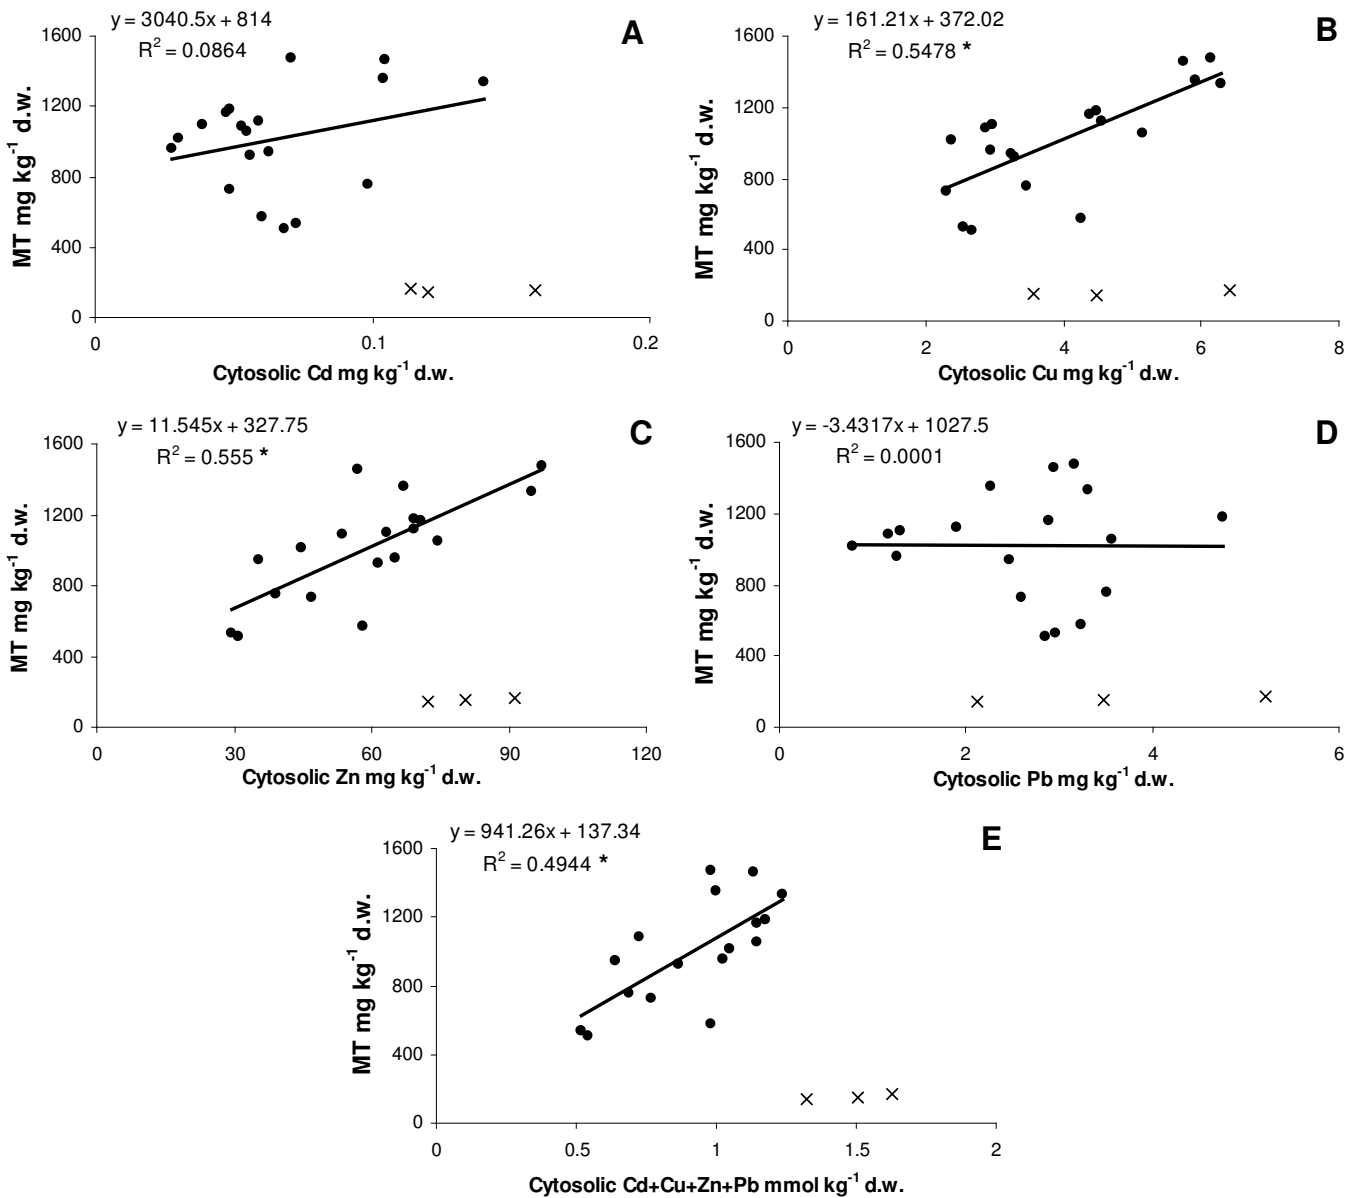 y = 3040.5x + 814
R² = 0.0864
A
1600
1200
800
400
0
MT mg kg⁻¹ d.w.
0 0.1 0.2
Cytosolic Cd mg kg⁻¹ d.w.
y = 161.21x + 372.02
R² = 0.5478 *
B
1600
1200
800
400
0
MT mg kg⁻¹ d.w.
0 2 4 6 8
Cytosolic Cu mg kg⁻¹ d.w.
y = 11.545x + 327.75
R² = 0.555 *
C
1600
1200
800
400
0
MT mg kg⁻¹ d.w.
0 30 60 90 120
Cytosolic Zn mg kg⁻¹ d.w.
y = -3.4317x + 1027.5
R² = 0.0001
D
1600
1200
800
400
0
MT mg kg⁻¹ d.w.
0 2 4 6
Cytosolic Pb mg kg⁻¹ d.w.
y = 941.26x + 137.34
R² = 0.4944 *
E
1600
1200
800
400
0
MT mg kg⁻¹ d.w.
0 0.5 1 1.5 2
Cytosolic Cd+Cu+Zn+Pb mmol kg⁻¹ d.w.